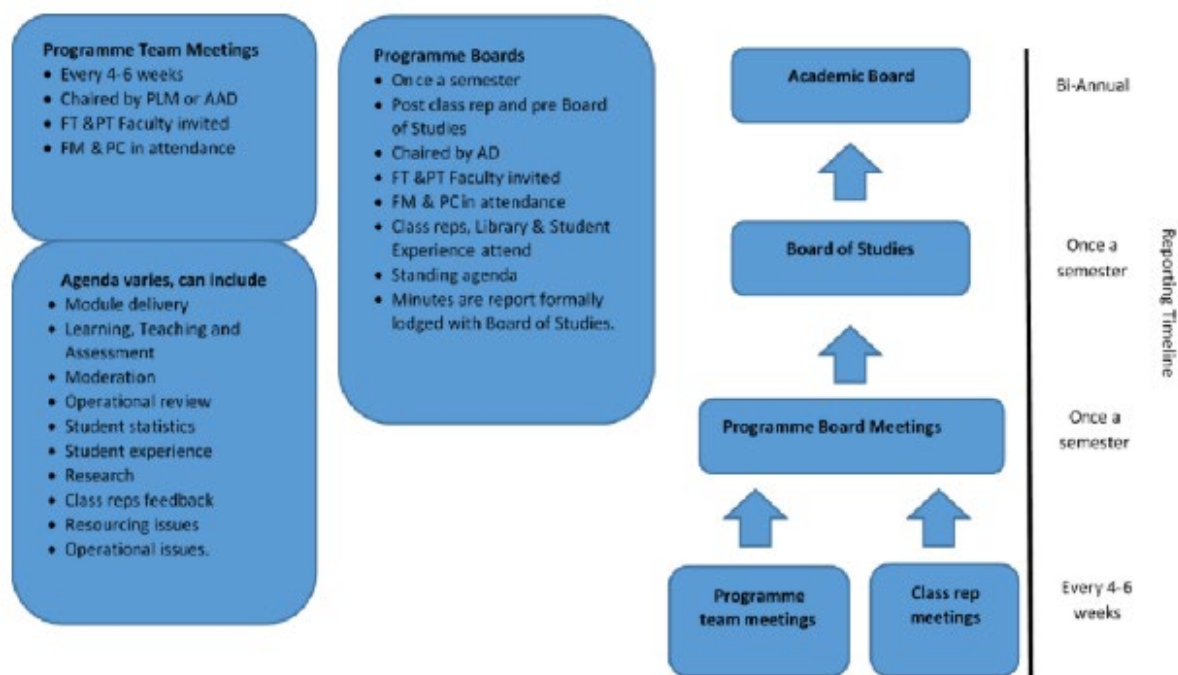 Programme Team Meetings
• Every 4-6 weeks
• Chaired by PLM or AAD
• FT &PT Faculty invited
• FM & PC in attendance
Agenda varies, can include
• Module delivery
• Learning, Teaching and
Assessment
• Moderation
• Operational review
• Student statistics
• Student experience
• Research
• Class reps feedback
• Resourcing issues
• Operational issues.
Programme Boards
• Once a semester
• Post class rep and pre Board
of Studies
• Chaired by AD
• FT &PT Faculty invited
• FM & PC in attendance
• Class reps, Library & Student
Experience attend
• Standing agenda
• Minutes are report formally
lodged with Board of Studies.
Academic Board
Board of Studies
Programme Board Meetings
Programme
team meetings
Class rep
meetings
Bi-Annual
Once a
semester
Once a
semester
Every 4-6
weeks
Reporting Timeline